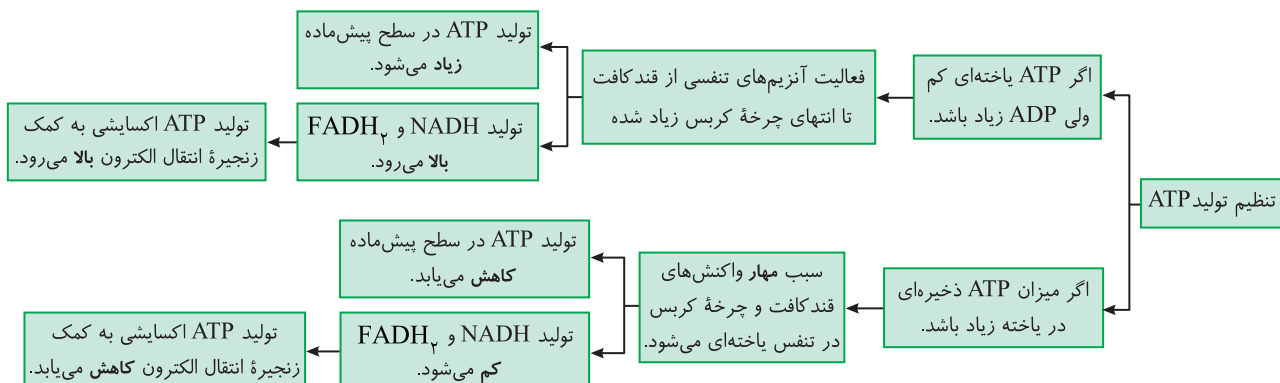 تنظیم تولید ATP
اگر ATP یاخته‌ای کم
ولی ADP زیاد باشد.
فعالیت آنزیم‌های تنفسی از قندکافت
تا انتهای چرخهٔ کربس زیاد شده
تولید ATP در سطح پیش‌ماده
زیاد می‌شود.
تولید NADH و FADH۲
بالا می‌رود.
تولید ATP اکسایشی به کمک
زنجیرهٔ انتقال الکترون بالا می‌رود.
اگر میزان ATP ذخیره‌ای
در یاخته زیاد باشد.
سبب مهار واکنش‌های
قندکافت و چرخهٔ کربس
در تنفس یاخته‌ای می‌شود.
تولید ATP در سطح پیش‌ماده
کاهش می‌یابد.
تولید NADH و FADH۲
کم می‌شود.
تولید ATP اکسایشی به کمک
زنجیرهٔ انتقال الکترون کاهش می‌یابد.